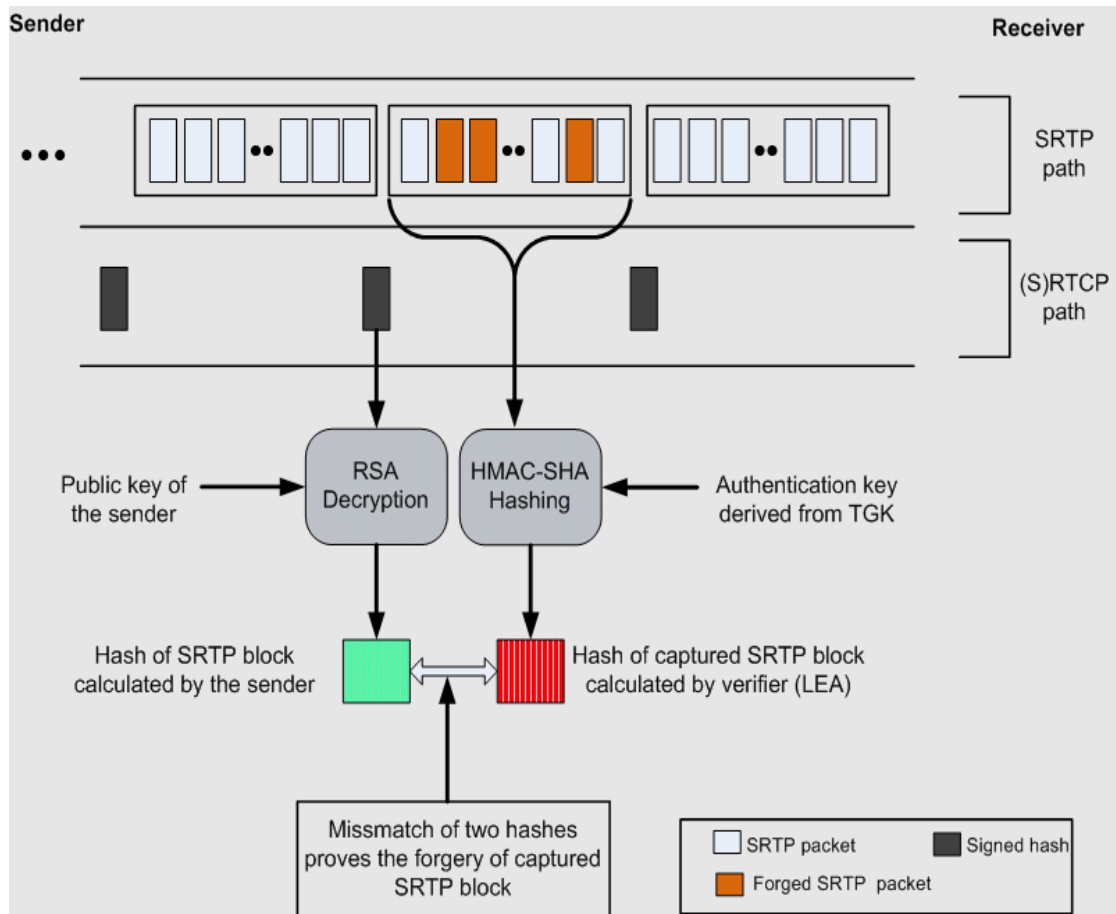 Sender
Receiver
SRTP
path
(S)RTCP
path
RSA
Decryption
HMAC-SHA
Hashing
Public key of
the sender
Authentication key
derived from TGK
Hash of SRTP block
calculated by the sender
Hash of captured SRTP block
calculated by verifier (LEA)
Missmatch of two hashes
proves the forgery of captured
SRTP block
SRTP packet
Signed hash
Forged SRTP packet